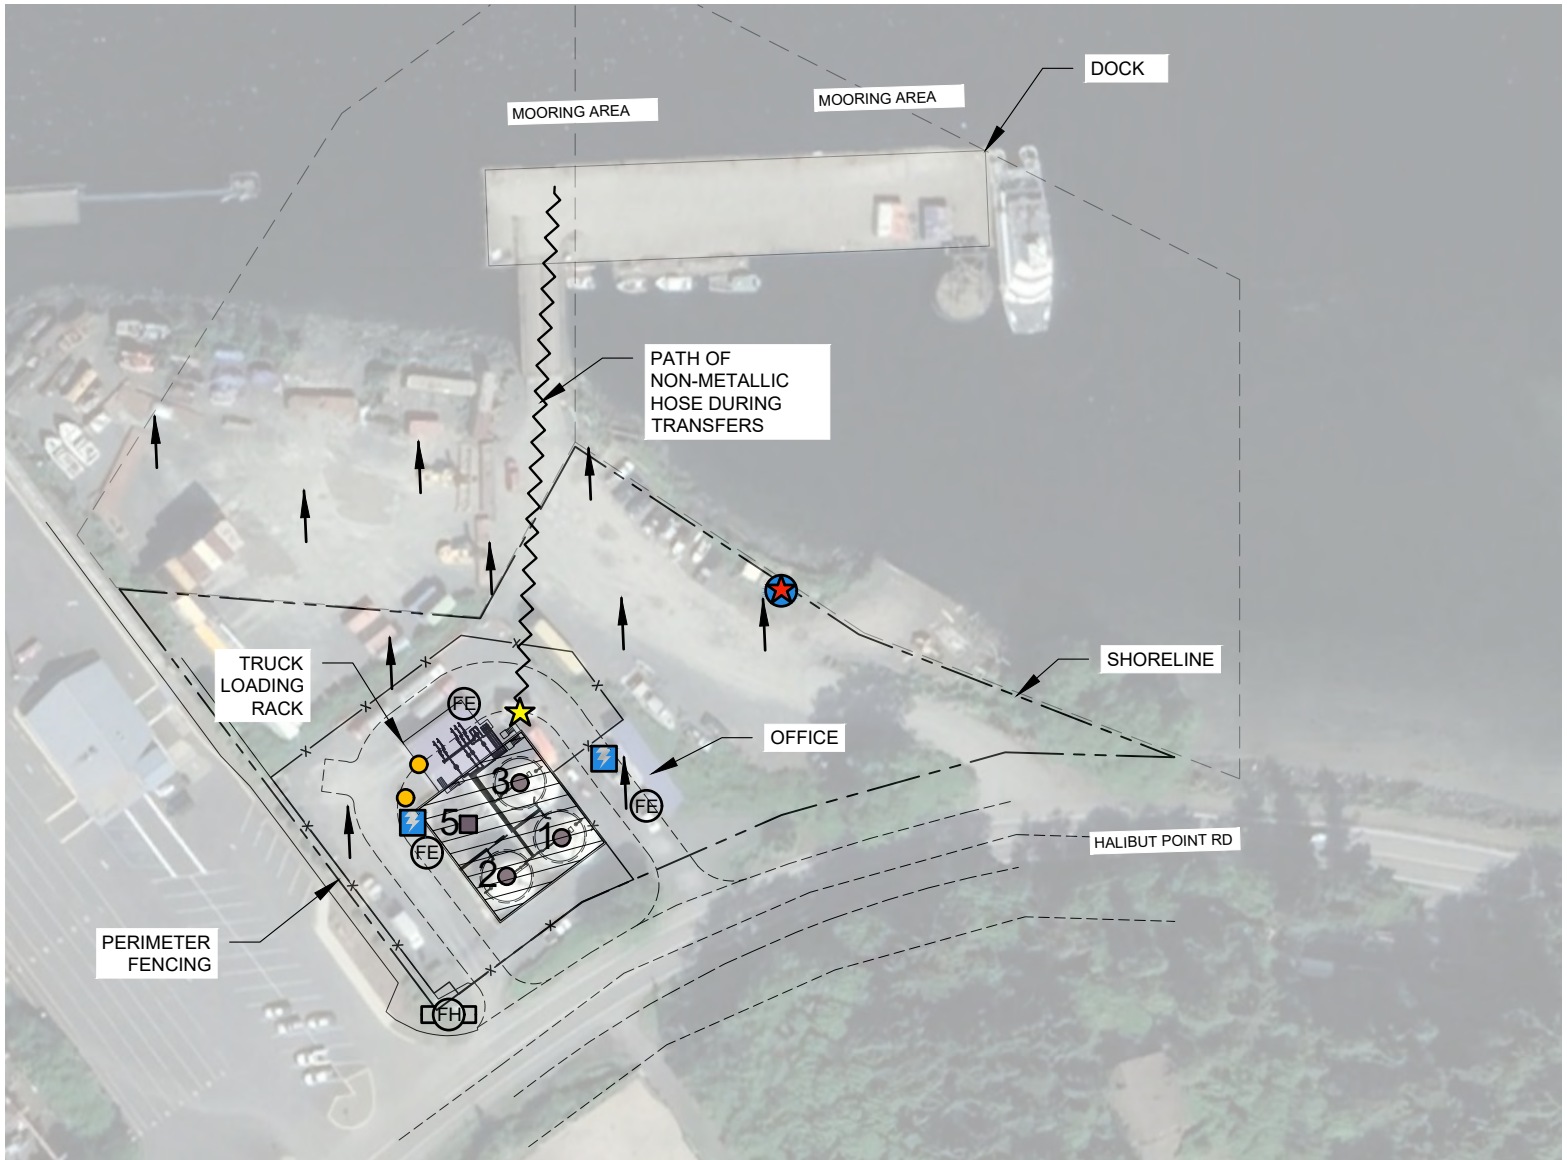 DOCK
MOORING AREA
MOORING AREA
PATH OF
NON-METALLIC
HOSE DURING
TRANSFERS
TRUCK
LOADING
RACK
SHORELINE
FE
OFFICE
3
FE
5
1
FE
2
HALIBUT POINT RD
PERIMETER
FENCING
FH